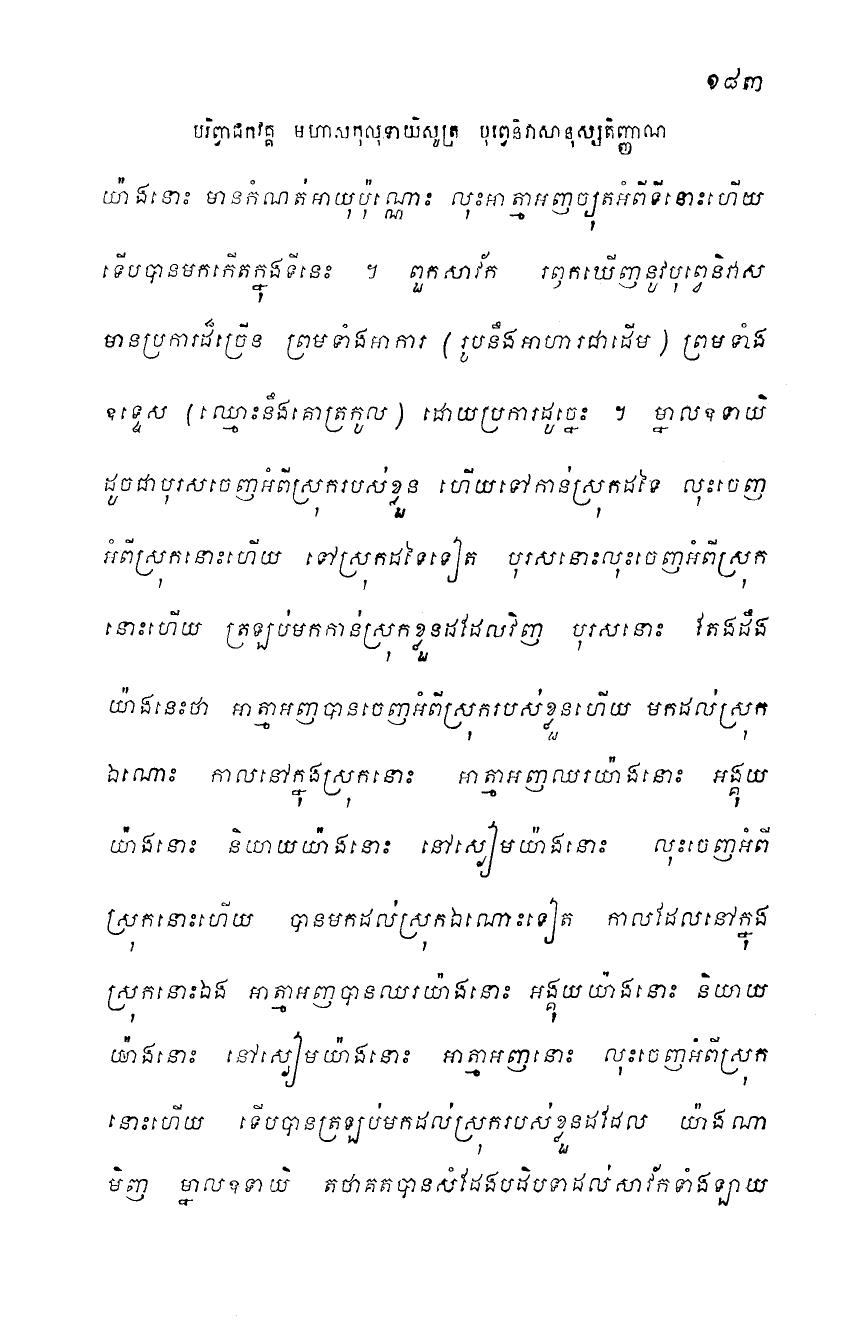 ១៨៣
បរិព្វាជកវគ្គ មហាសកុលុទាយិសូត្រ បុព្វេនិវាសានុស្សតិញ្ញាណ
យ៉ាងនោះ មានកំណត់អាយុប៉ុណ្ណោះ លុះអាត្មាអញច្យុតអំពីទីនោះហើយ
ទើបបានមកកើតក្នុងទីនេះ ។ ពួកសាវ័ក រឭកឃើញនូវបុព្វេនិវាស
មានប្រការដ៏ច្រើន ព្រមទាំងអាការ (រូបនឹងអាហារជាដើម) ព្រមទាំង
ឧទ្ទេស (ឈ្មោះនឹងគោត្រកូល) ដោយប្រការដូច្នេះ ។ ម្នាលឧទាយិ
ដូចជាបុរសចេញអំពីស្រុករបស់ខ្លួន ហើយទៅកាន់ស្រុកដទៃ លុះចេញ
អំពីស្រុកនោះហើយ ទៅស្រុកដទៃទៀត បុរសនោះលុះចេញអំពីស្រុក
នោះហើយ ត្រឡប់មកកាន់ស្រុកខ្លួនដដែលវិញ បុរសនោះ តែងដឹង
យ៉ាងនេះថា អាត្មាអញបានចេញអំពីស្រុករបស់ខ្លួនហើយ មកដល់ស្រុក
ឯណោះ កាលនៅក្នុងស្រុកនោះ អាត្មាអញឈរយ៉ាងនោះ អង្គុយ
យ៉ាងនោះ និយាយយ៉ាងនោះ នៅស្ងៀមយ៉ាងនោះ លុះចេញអំពី
ស្រុកនោះហើយ បានមកដល់ស្រុកឯណោះទៀត កាលដែលនៅក្នុង
ស្រុកនោះឯង អាត្មាអញបានឈរយ៉ាងនោះ អង្គុយយ៉ាងនោះ និយាយ
យ៉ាងនោះ នៅស្ងៀមយ៉ាងនោះ អាត្មាអញនោះ លុះចេញអំពីស្រុក
នោះហើយ ទើបបានត្រឡប់មកដល់ស្រុករបស់ខ្លួនដដែល យ៉ាងណា
មិញ ម្នាលឧទាយិ តថាគតបានសំដែងបដិបទាដល់សាវ័កទាំងឡាយ